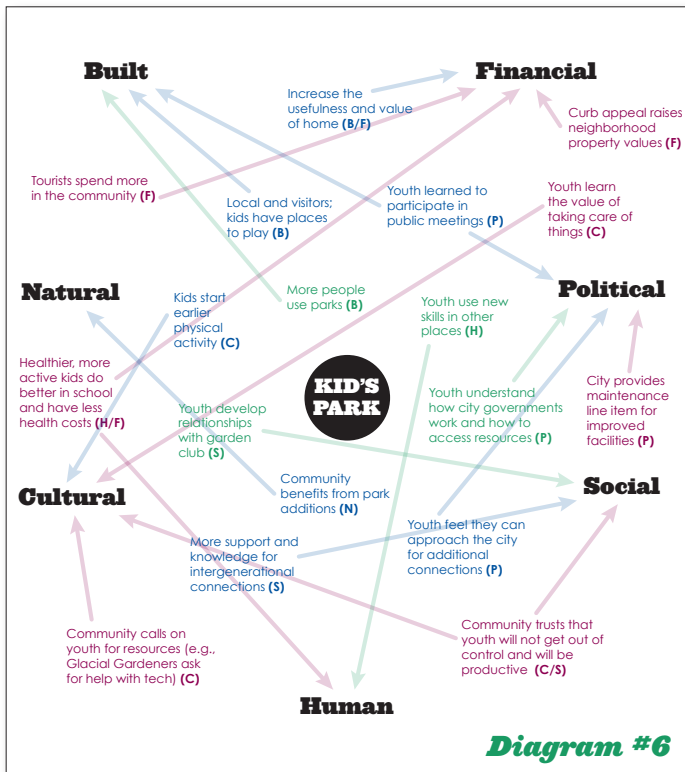 Built
Financial
Increase the
usefulness and value
of home (B/F)
Curb appeal raises
neighborhood
property values (F)
Tourists spend more
in the community (F)
Local and visitors;
kids have places
to play (B)
Youth learned to
participate in
public meetings (P)
Youth learn
the value of
taking care of
things (C)
Natural
Kids start
earlier
physical
activity (C)
More people
use parks (B)
Youth use new
skills in other
places (H)
Political
Healthier, more
active kids do
better in school
and have less
health costs (H/F)
KID'S
PARK
Youth develop
relationships
with garden
club (S)
Youth understand
how city governments
work and how to
access resources (P)
City provides
maintenance
line item for
improved
facilities (P)
Cultural
Community
benefits from park
additions (N)
Social
More support and
knowledge for
intergenerational
connections (S)
Youth feel they can
approach the city
for additional
connections (P)
Community calls on
youth for resources (e.g.,
Glacial Gardeners ask
for help with tech) (C)
Community trusts that
youth will not get out of
control and will be
productive (C/S)
Human
Diagram #6